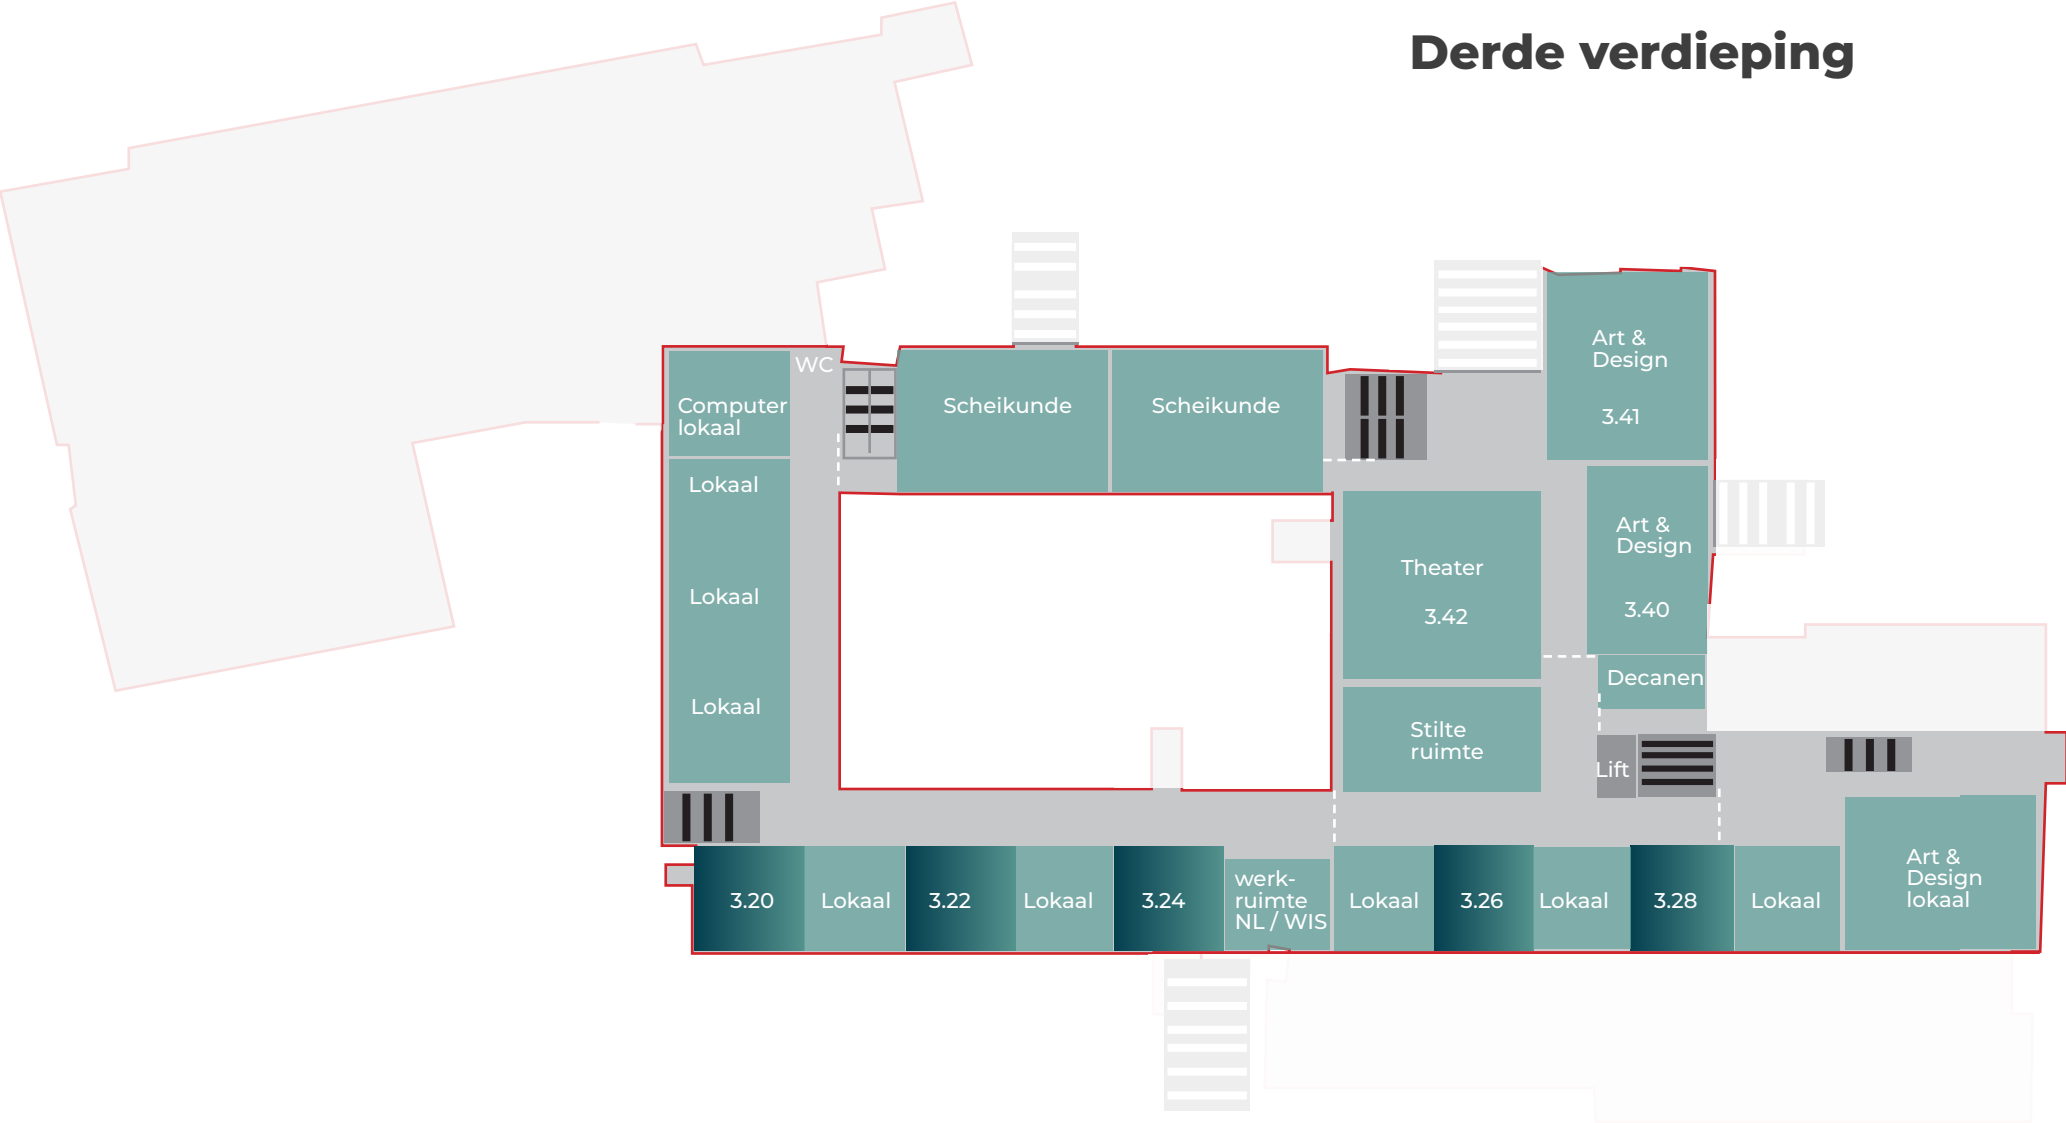 Derde verdieping
WC
Computer
lokaal
Scheikunde
Scheikunde
Art &
Design
3.41
Lokaal
Lokaal
Lokaal
Theater
3.42
Art &
Design
3.40
Decanen
Stilte
ruimte
Lift
3.20
Lokaal
3.22
Lokaal
3.24
werk-
ruimte
NL / WIS
Lokaal
3.26
Lokaal
3.28
Lokaal
Art &
Design
lokaal